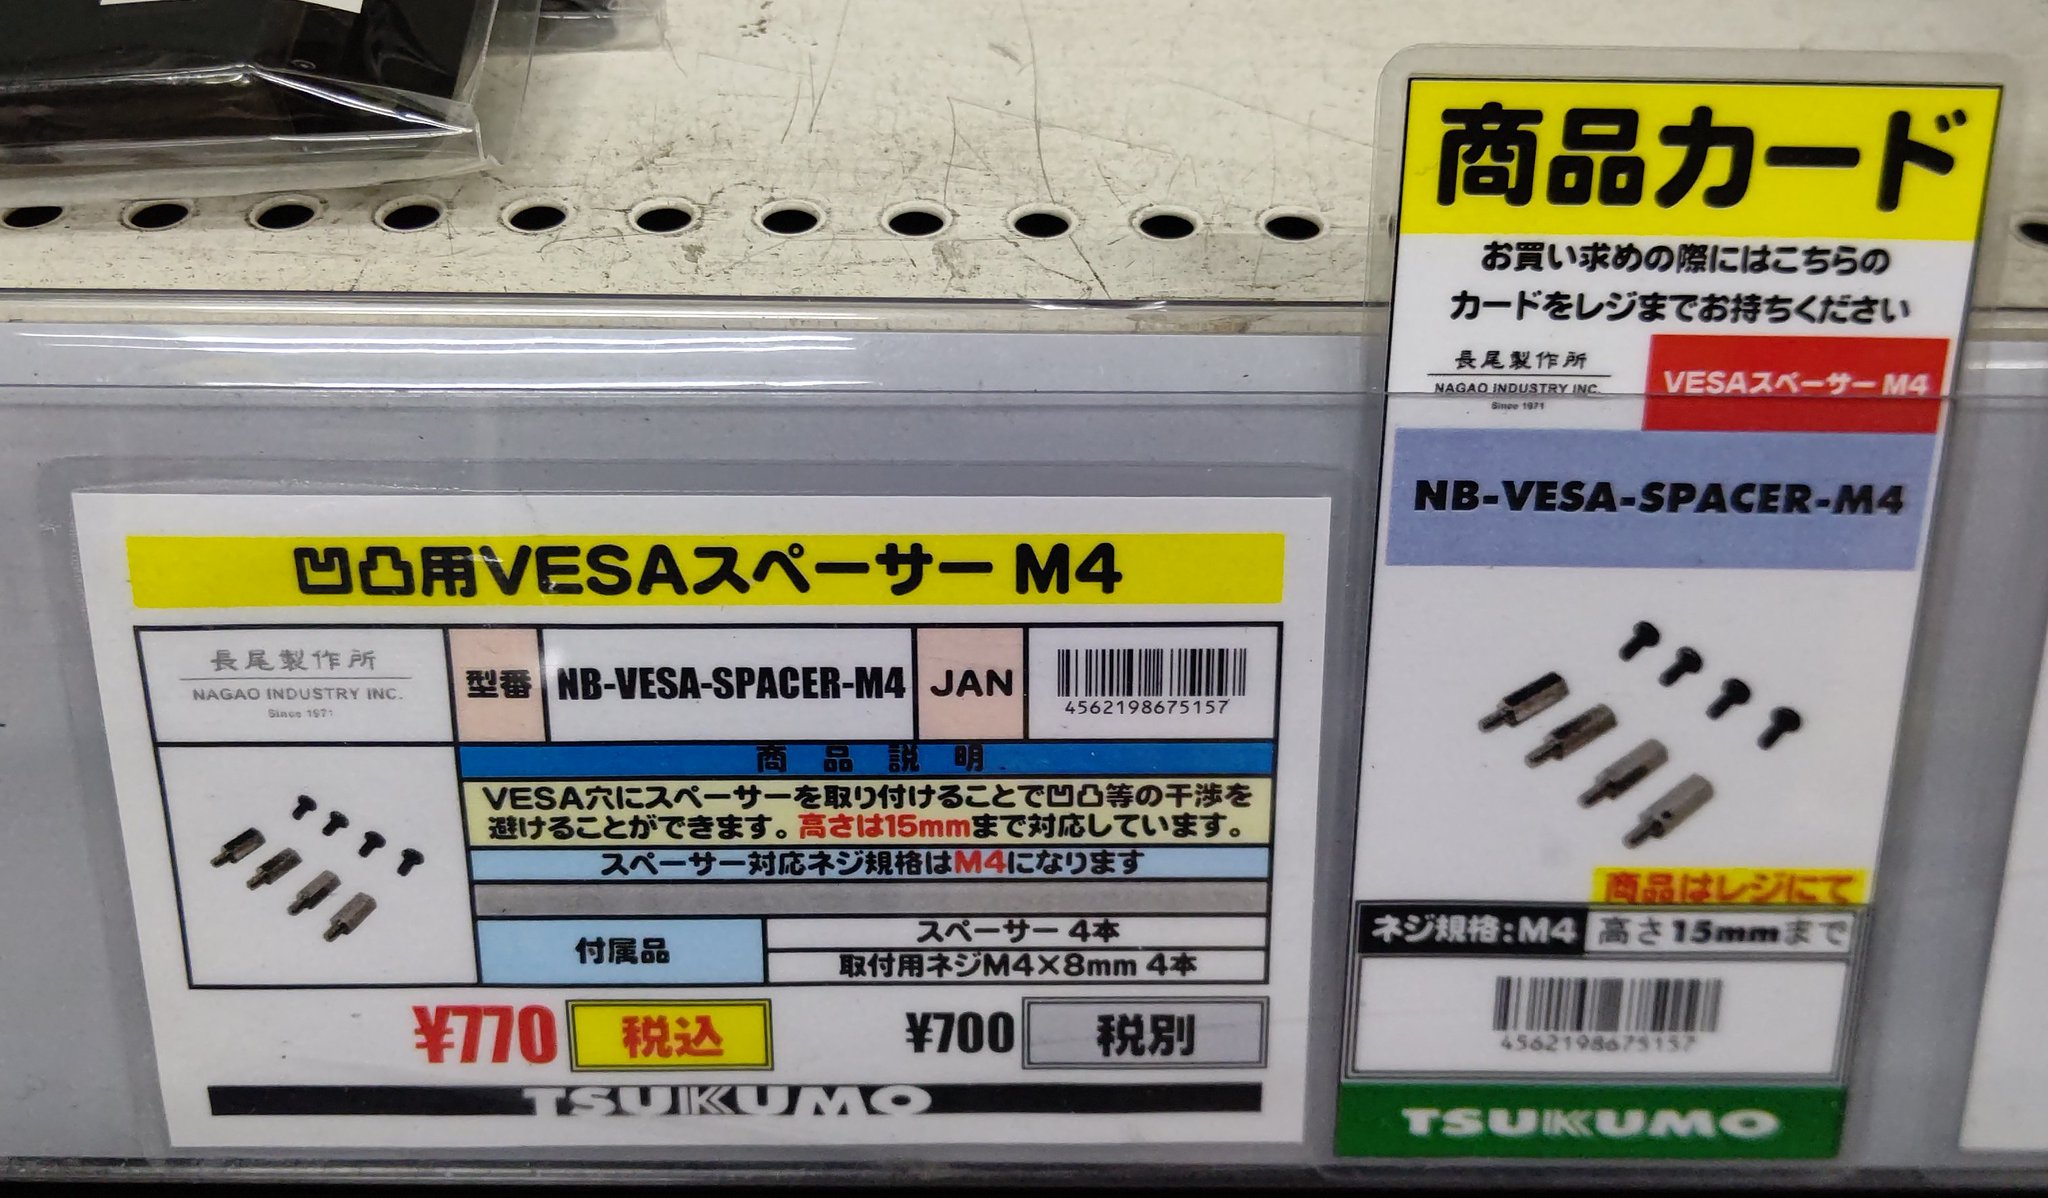 凹凸用VESAスペーサー M4
長尾製作所
NAGAO INDUSTRY INC.
Since 1971
型番
NB-VESA-SPACER-M4
JAN
4562198675157
商品説明
VESA穴にスペーサーを取り付けることで凹凸等の干渉を
避けることができます。高さは15mmまで対応しています。
スペーサー対応ネジ規格はM4になります
付属品
スペーサー 4本
取付用ネジM4×8mm 4本
¥770 税込
¥700 税別
TSUKUMO
商品カード
お買い求めの際にはこちらの
カードをレジまでお持ちください
長尾製作所
NAGAO INDUSTRY INC.
Since 1971
VESAスペーサー M4
NB-VESA-SPACER-M4
商品はレジにて
ネジ規格:M4 高さ15mmまで
4562198675157
TSUKUMO